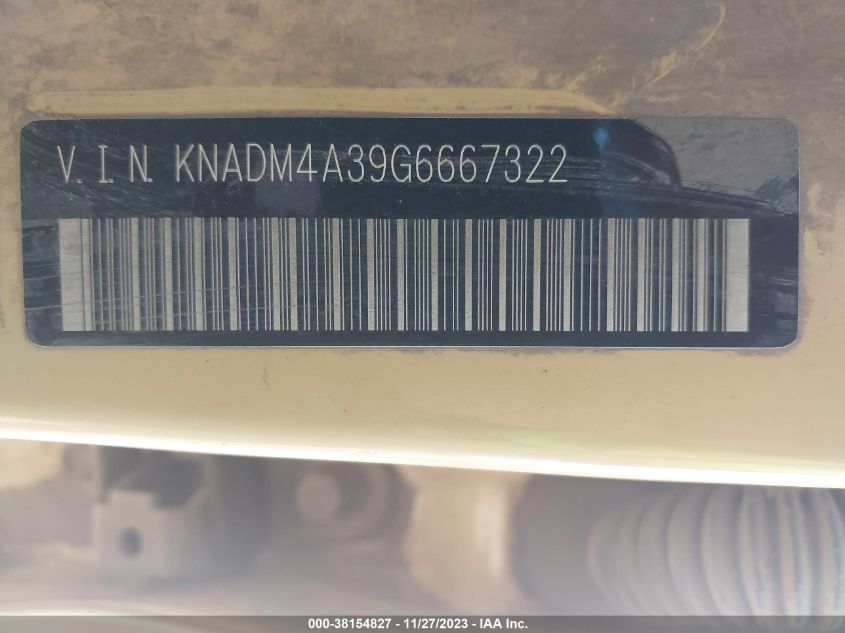 V.I.N. KNADM4A39G6667322
000-38154827 - 11/27/2023 - IAA Inc.